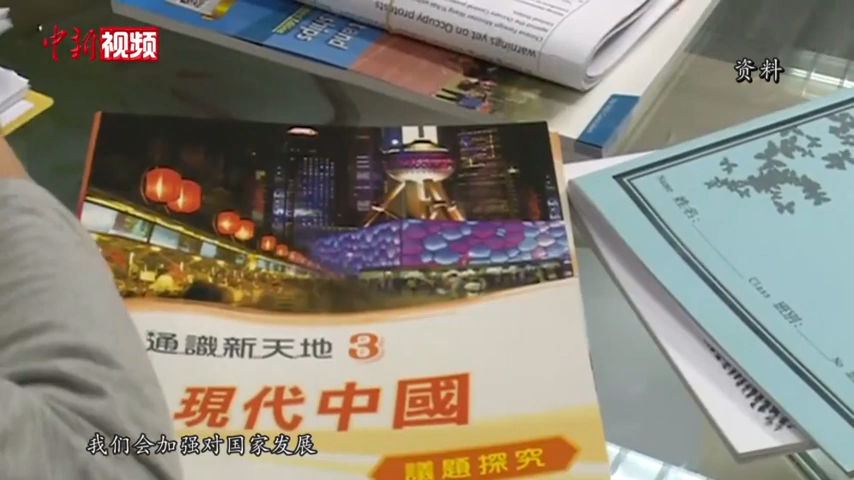 中新视频
资料
warnings yet on Occupy protests
通識新天地 3
現代中國
議題探究
Name 姓名:
Class 班別:
No
我们会加强对国家发展